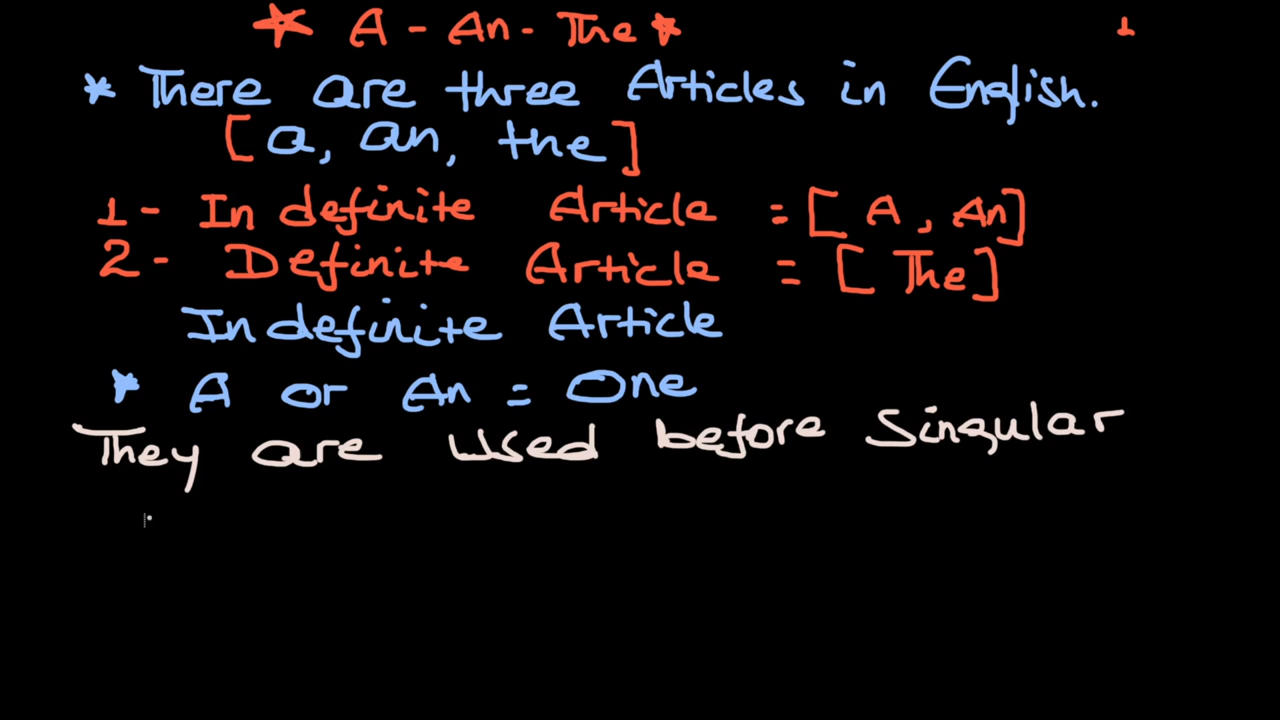 * A - An - The *
1
* There are three Articles in English.
[a, an, the]
1- Indefinite Article = [A, An]
2- Definite Article = [The]
Indefinite Article
* A or An = One
They are used before Singular